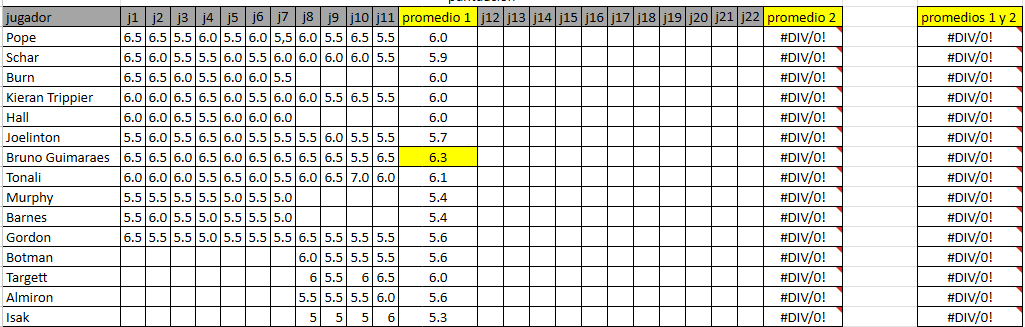 jugador j1 j2 j3 j4 j5 j6 j7 j8 j9 j10 j11 promedio 1 j12 j13 j14 j15 j16 j17 j18 j19 j20 j21 j22 promedio 2 promedios 1 y 2
Pope 6.5 6.5 5.5 6.0 5.5 6.0 5,5 6.0 5.5 6.5 5.5 6.0 #DIV/0! #DIV/0!
Schar 6.5 6.0 5.5 5.5 6.0 5.5 6.0 6.0 6.0 6.0 5.5 5.9 #DIV/0! #DIV/0!
Burn 6.5 6.5 6.0 5.5 6.0 6.0 5.5 6.0 #DIV/0! #DIV/0!
Kieran Trippier 6.0 6.0 6.5 6.5 6.0 5.5 6.0 6.0 5.5 6.5 5.5 6.0 #DIV/0! #DIV/0!
Hall 6.0 6.0 6.5 5.5 6.0 6.0 6.0 6.0 #DIV/0! #DIV/0!
Joelinton 5.5 6.0 5.5 6.5 6.0 5.5 5.5 5.5 6.0 5.5 5.5 5.7 #DIV/0! #DIV/0!
Bruno Guimaraes 6.5 6.5 6.0 6.5 6.0 6.5 6.5 6.5 6.5 5.5 6.5 6.3 #DIV/0! #DIV/0!
Tonali 6.0 6.0 6.0 5.5 6.5 6.5 5.5 6.0 6.5 7.0 6.0 6.1 #DIV/0! #DIV/0!
Murphy 5.5 5.5 5.5 5.5 5.0 5.5 5.0 5.4 #DIV/0! #DIV/0!
Barnes 5.5 6.0 5.5 5.0 5.5 5.5 5.0 5.4 #DIV/0! #DIV/0!
Gordon 6.5 5.5 5.5 5.0 5.5 5.5 5.5 6.5 5.5 5.5 5.5 5.6 #DIV/0! #DIV/0!
Botman 6.0 5.5 5.5 5.5 5.6 #DIV/0! #DIV/0!
Targett 6 5.5 6 6.5 6.0 #DIV/0! #DIV/0!
Almiron 5.5 5.5 5.5 6.0 5.6 #DIV/0! #DIV/0!
Isak 5 5 5 6 5.3 #DIV/0! #DIV/0!